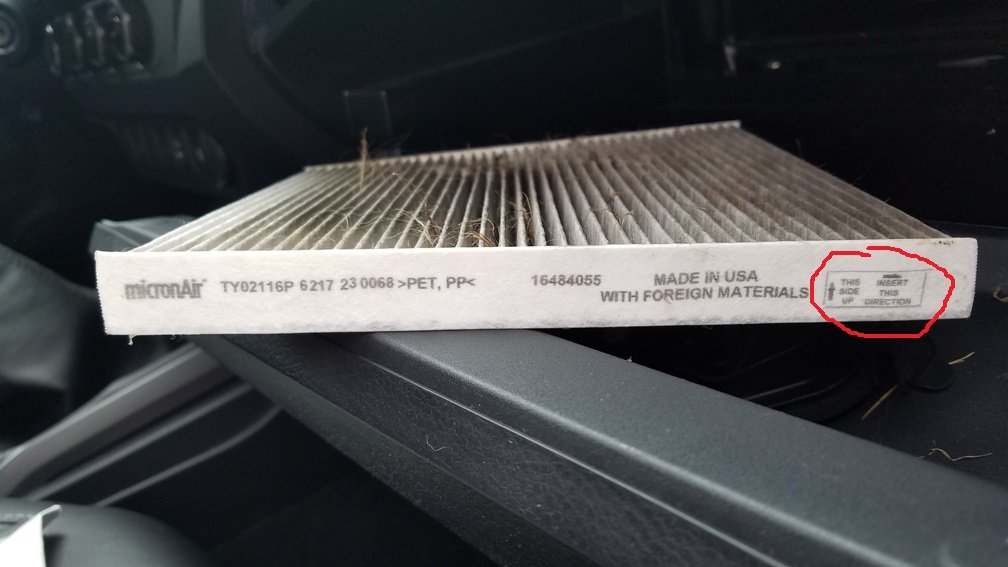 micronAir TY02116P 6217 23 0068 >PET, PP< 16484055 MADE IN USA
WITH FOREIGN MATERIALS
THIS
SIDE
UP
INSERT
THIS
DIRECTION